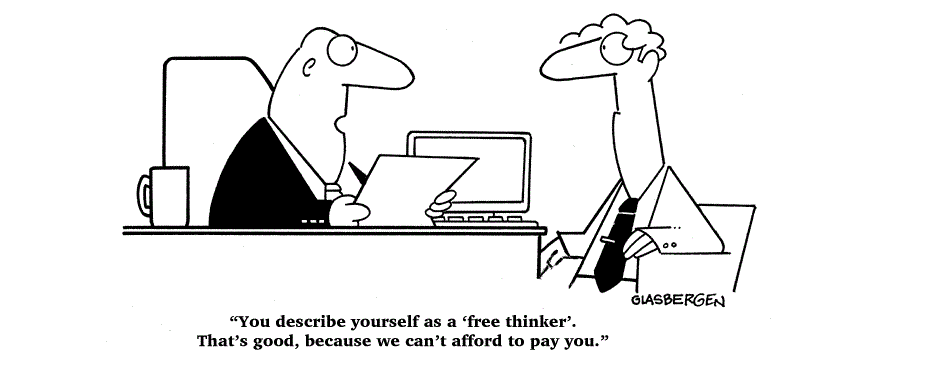 GLASBERGEN
“You describe yourself as a ‘free thinker’.
That’s good, because we can’t afford to pay you.”